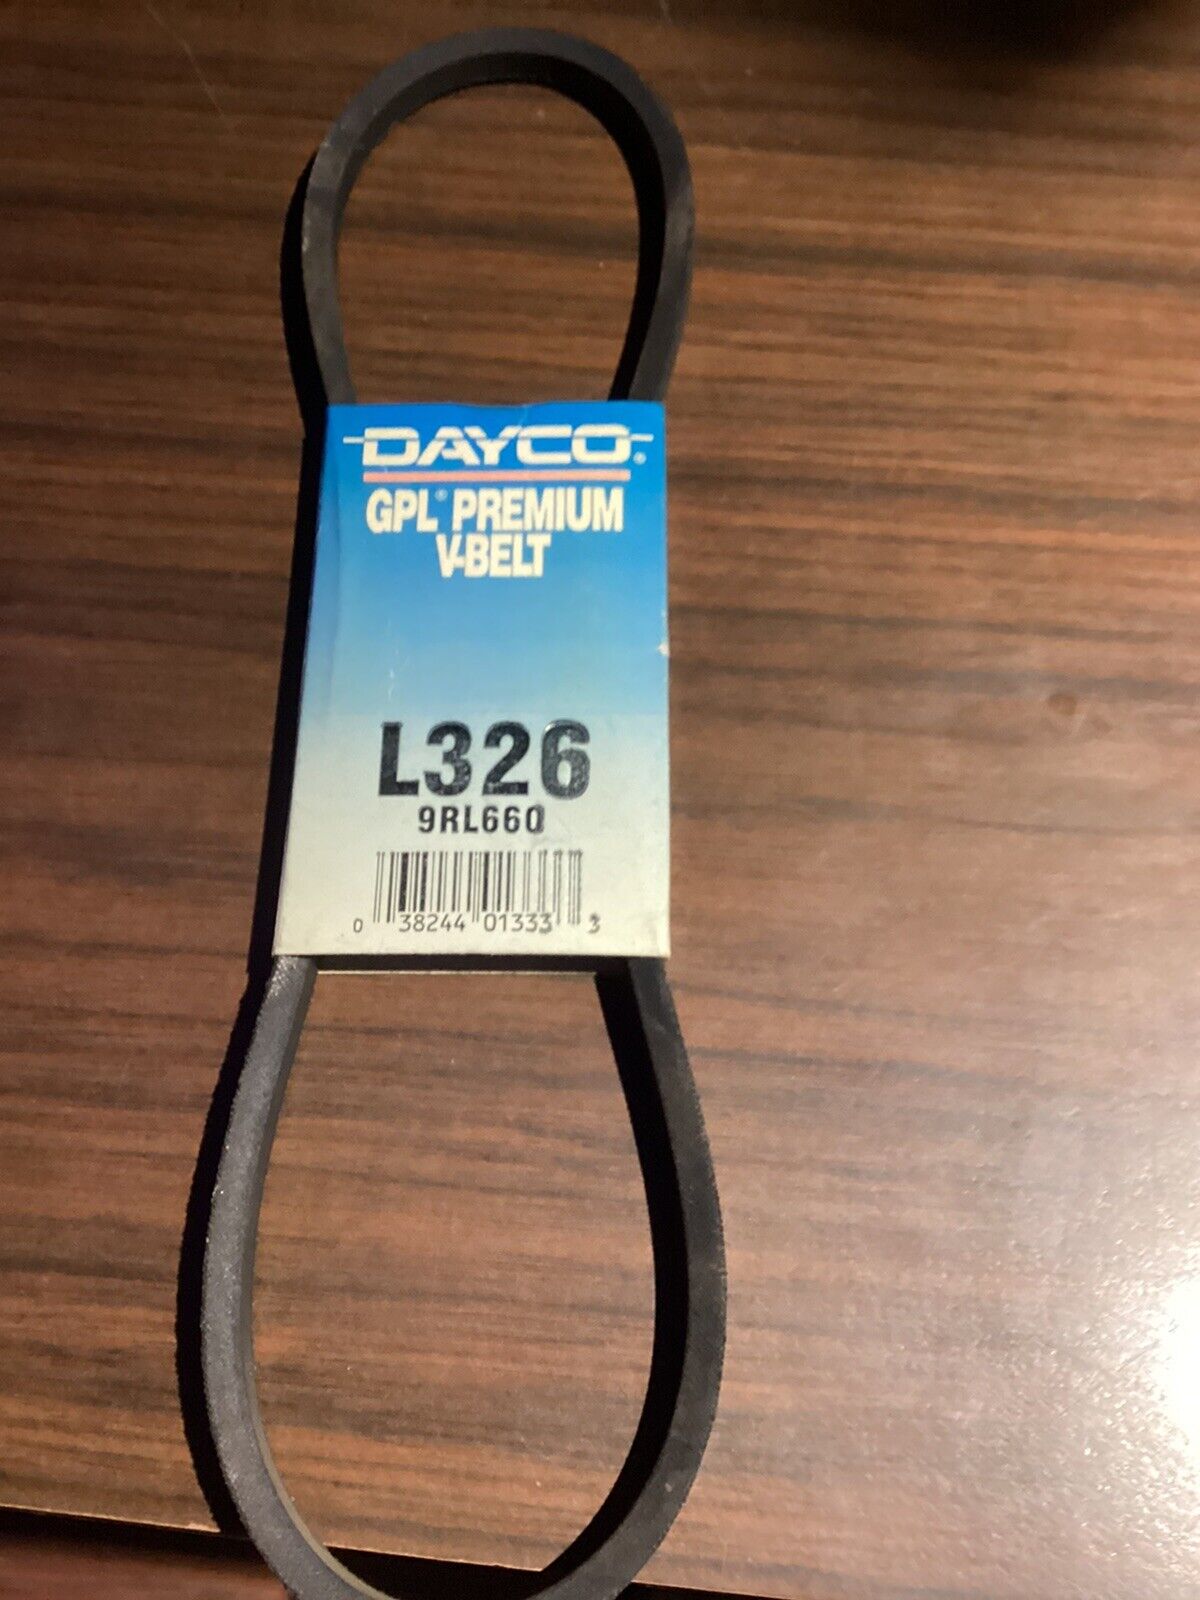 DAYCO®
GPL® PREMIUM
V-BELT
L326
9RL660
0 38244 01333 3